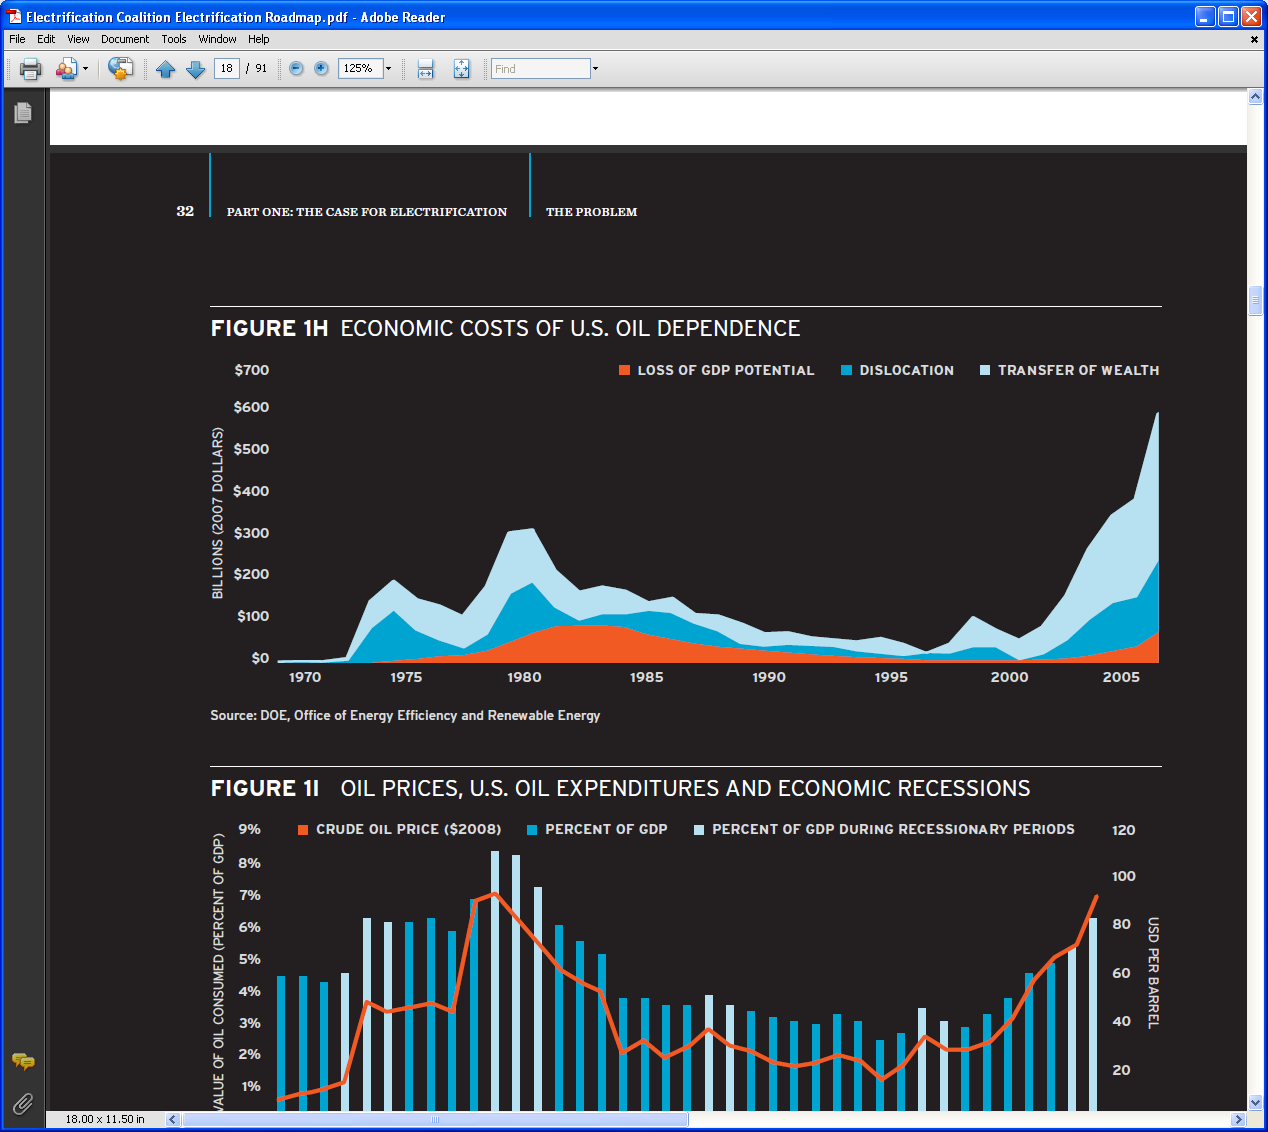 Electrification Coalition Electrification Roadmap.pdf - Adobe Reader
File Edit View Document Tools Window Help
18 / 91 125% Find
32 PART ONE: THE CASE FOR ELECTRIFICATION THE PROBLEM
FIGURE 1H ECONOMIC COSTS OF U.S. OIL DEPENDENCE
LOSS OF GDP POTENTIAL DISLOCATION TRANSFER OF WEALTH
BILLIONS (2007 DOLLARS)
$700
$600
$500
$400
$300
$200
$100
$0
1970 1975 1980 1985 1990 1995 2000 2005
Source: DOE, Office of Energy Efficiency and Renewable Energy
FIGURE 1I OIL PRICES, U.S. OIL EXPENDITURES AND ECONOMIC RECESSIONS
CRUDE OIL PRICE ($2008) PERCENT OF GDP PERCENT OF GDP DURING RECESSIONARY PERIODS
VALUE OF OIL CONSUMED (PERCENT OF GDP)
9%
8%
7%
6%
5%
4%
3%
2%
1%
120
100
80
60
40
20
USD PER BARREL
18.00 x 11.50 in